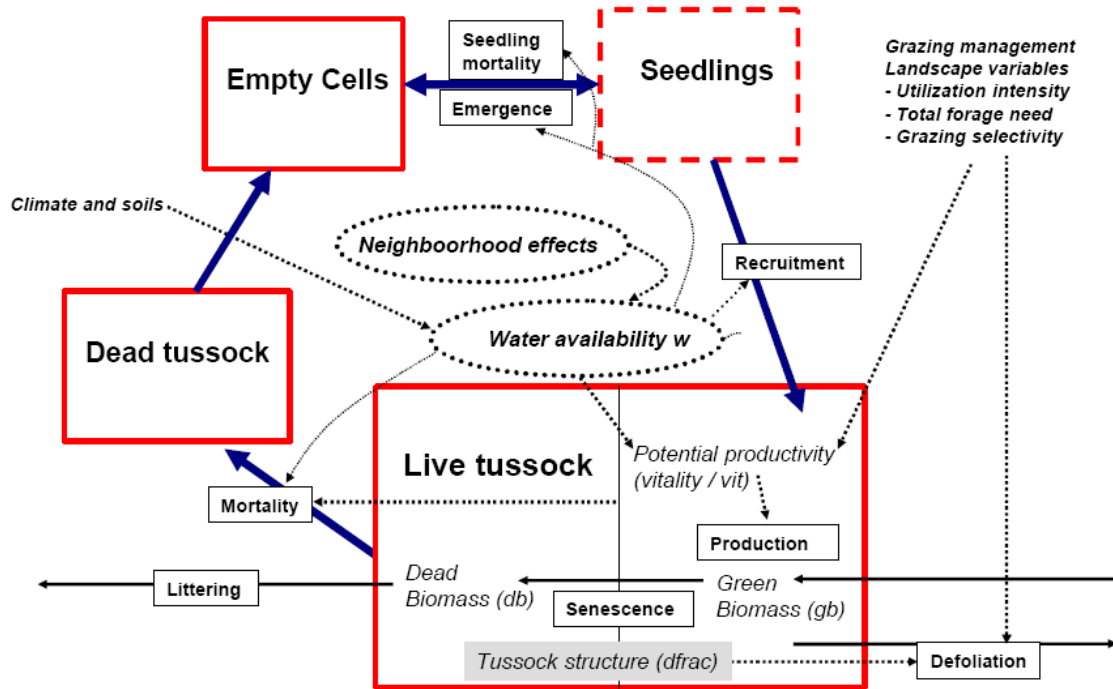 Empty Cells
Seedling
mortality
Emergence
Seedlings
Grazing management
Landscape variables
- Utilization intensity
- Total forage need
- Grazing selectivity
Climate and soils
Neighboorhood effects
Recruitment
Water availability w
Dead tussock
Live tussock
Potential productivity
(vitality / vit)
Mortality
Production
Littering
Dead
Biomass (db)
Senescence
Green
Biomass (gb)
Tussock structure (dfrac)
Defoliation